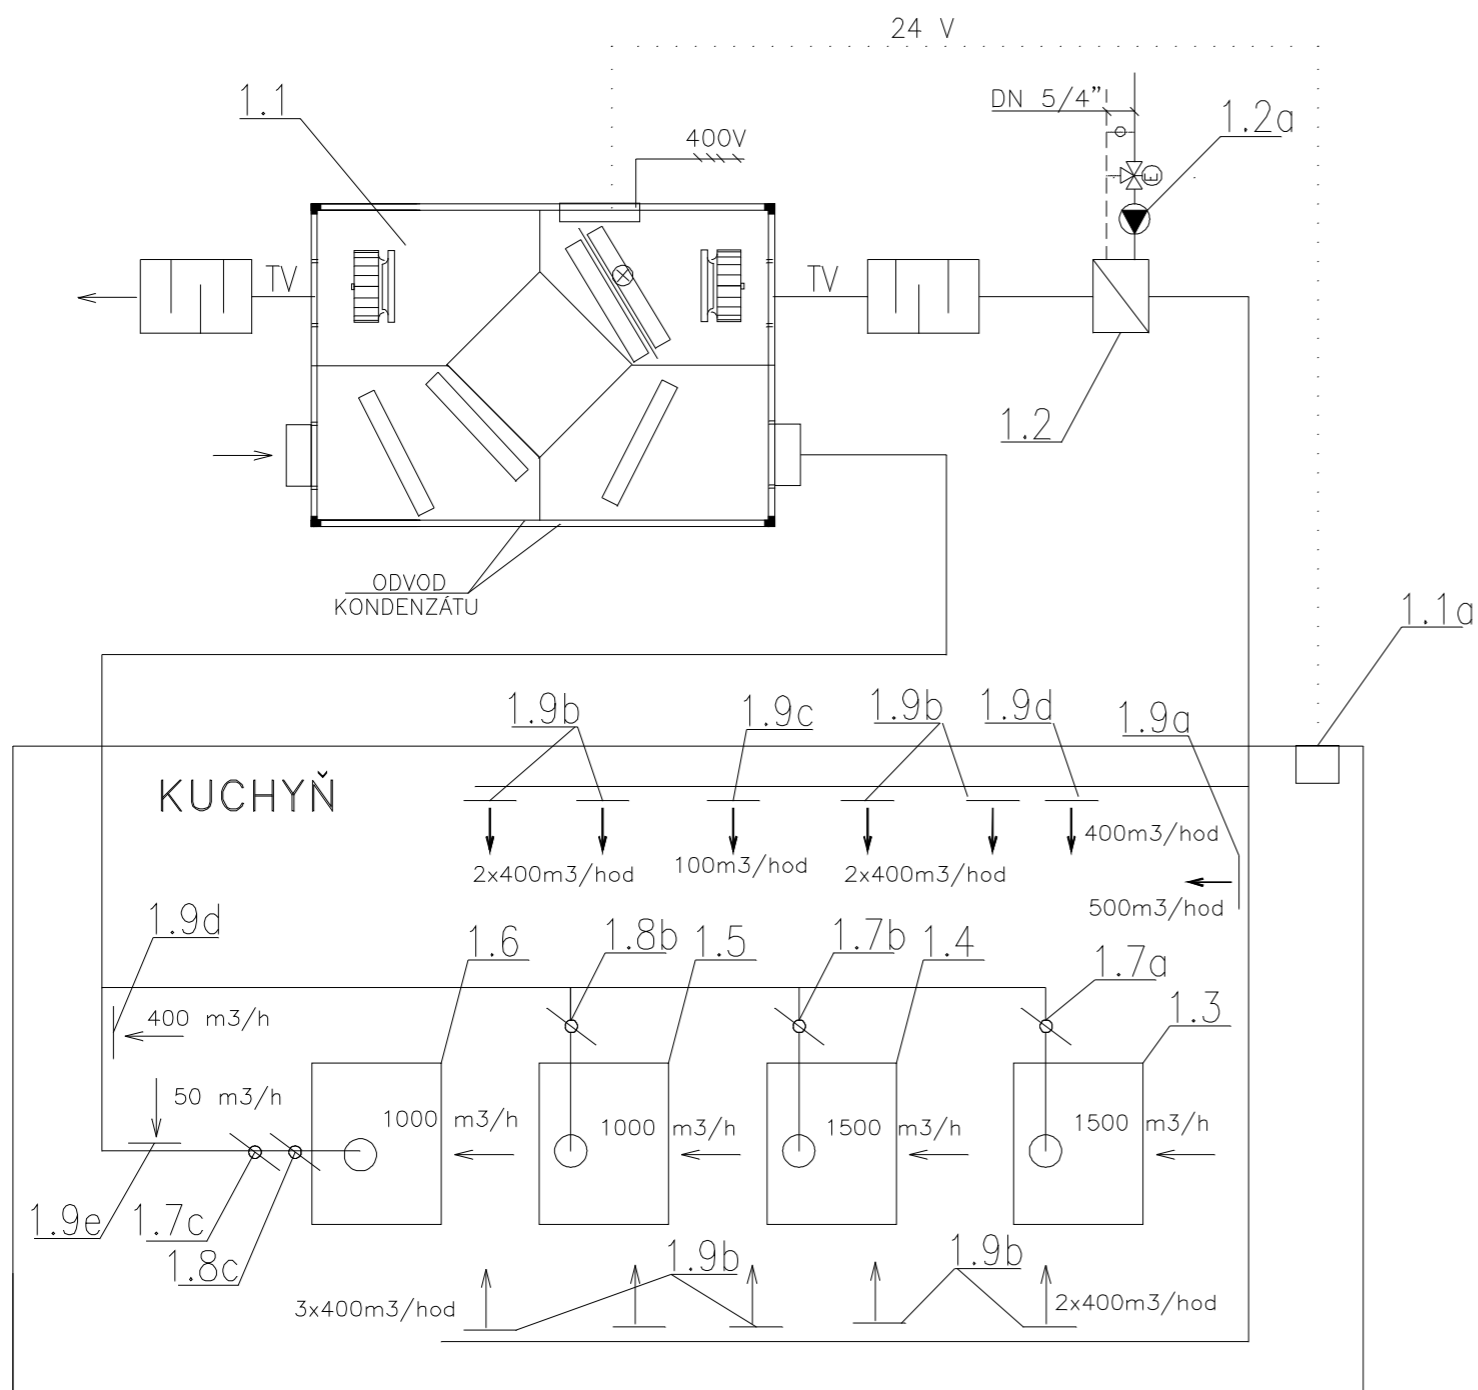 24 V
1.1
DN 5/4”
1.2a
400V
E
TV
TV
1.2
ODVOD
KONDENZÁTU
1.1a
1.9b
1.9c
1.9b
1.9d
1.9a
KUCHYŇ
400m3/hod
2x400m3/hod
100m3/hod
2x400m3/hod
500m3/hod
1.9d
1.6
1.8b
1.5
1.7b
1.4
1.7a
1.3
400 m3/h
50 m3/h
1000 m3/h
1000 m3/h
1500 m3/h
1500 m3/h
1.9e
1.7c
1.8c
1.9b
1.9b
3x400m3/hod
2x400m3/hod